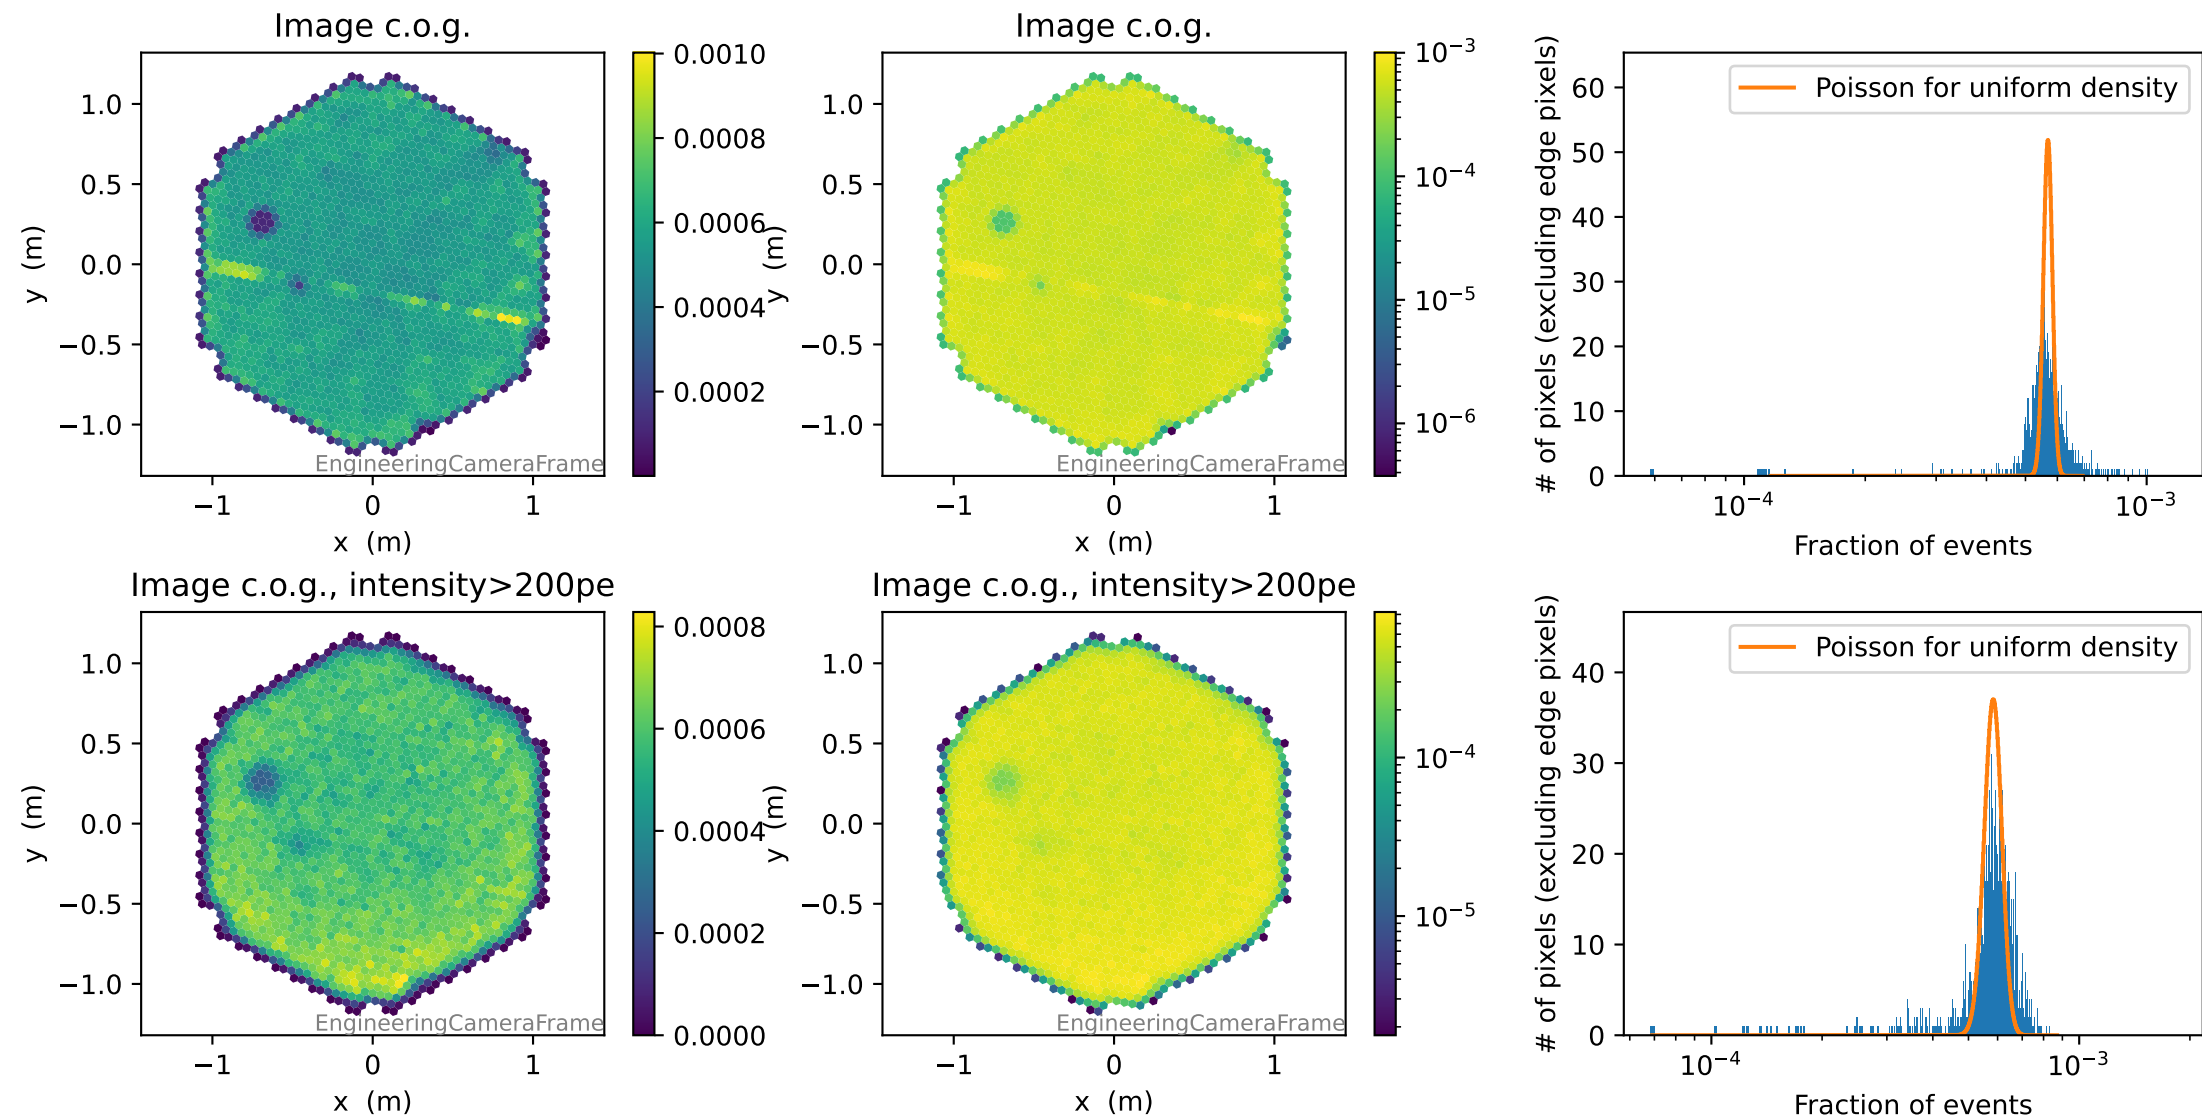 Image c.o.g.
1.0
0.5
0.0
−0.5
−1.0
y (m)
−1
0
1
x (m)
EngineeringCameraFrame
0.0010
0.0008
0.0006
0.0004
0.0002
Image c.o.g.
1.0
0.5
0.0
−0.5
−1.0
y (m)
−1
0
1
x (m)
EngineeringCameraFrame
10⁻³
10⁻⁴
10⁻⁵
10⁻⁶
Poisson for uniform density
60
50
40
30
20
10
0
# of pixels (excluding edge pixels)
10⁻⁴
10⁻³
Fraction of events
Image c.o.g., intensity>200pe
1.0
0.5
0.0
−0.5
−1.0
y (m)
−1
0
1
x (m)
EngineeringCameraFrame
0.0008
0.0006
0.0004
0.0002
0.0000
Image c.o.g., intensity>200pe
1.0
0.5
0.0
−0.5
−1.0
y (m)
−1
0
1
x (m)
EngineeringCameraFrame
10⁻⁴
10⁻⁵
Poisson for uniform density
40
30
20
10
0
# of pixels (excluding edge pixels)
10⁻⁴
10⁻³
Fraction of events